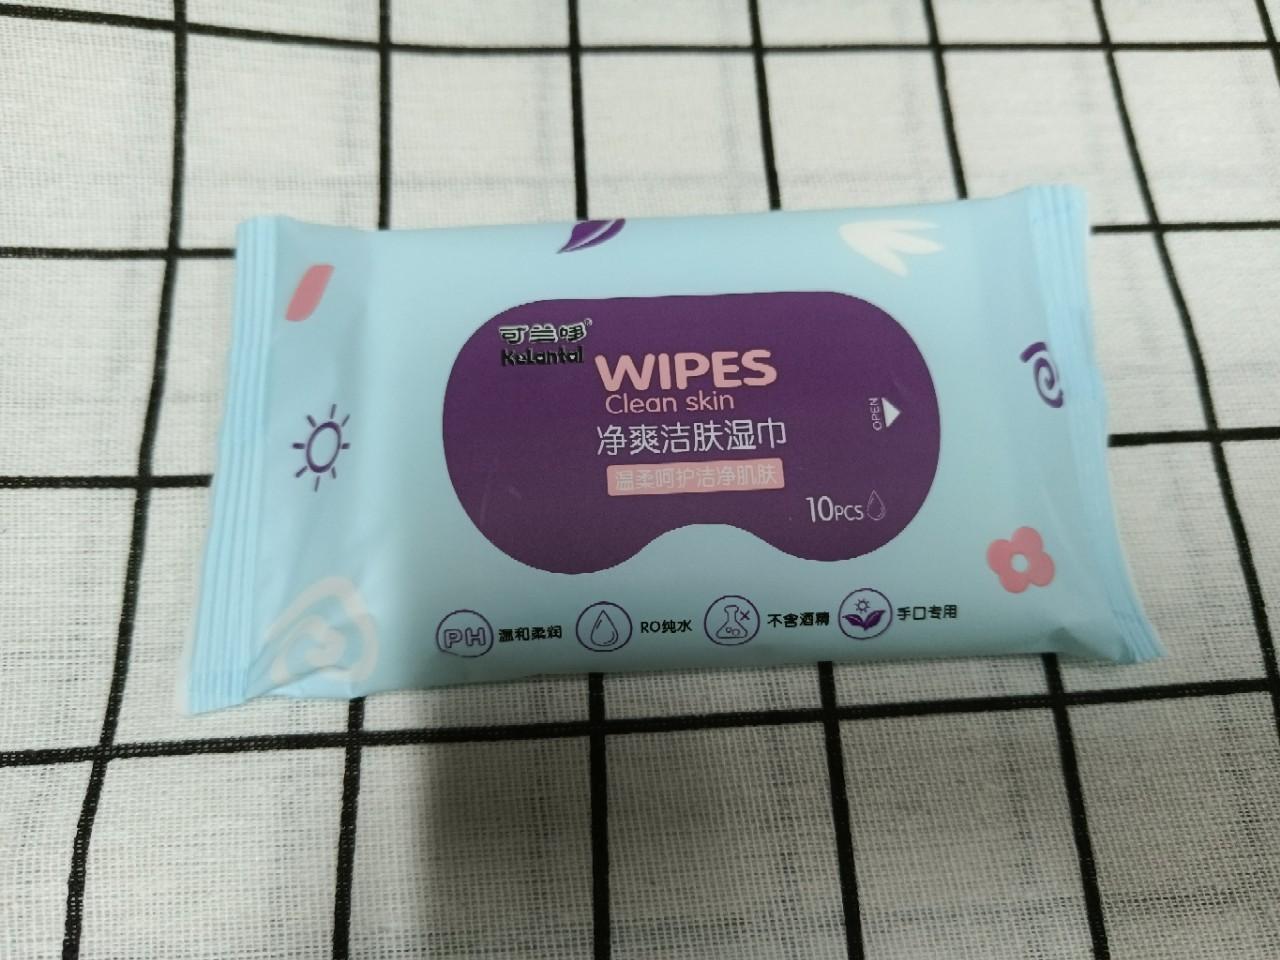 可兰呼®
Kelantal
WIPES
Clean skin
净爽洁肤湿巾
温柔呵护洁净肌肤
OPEN
10PCS
PH 温和柔润
RO纯水
不含酒精
手口专用